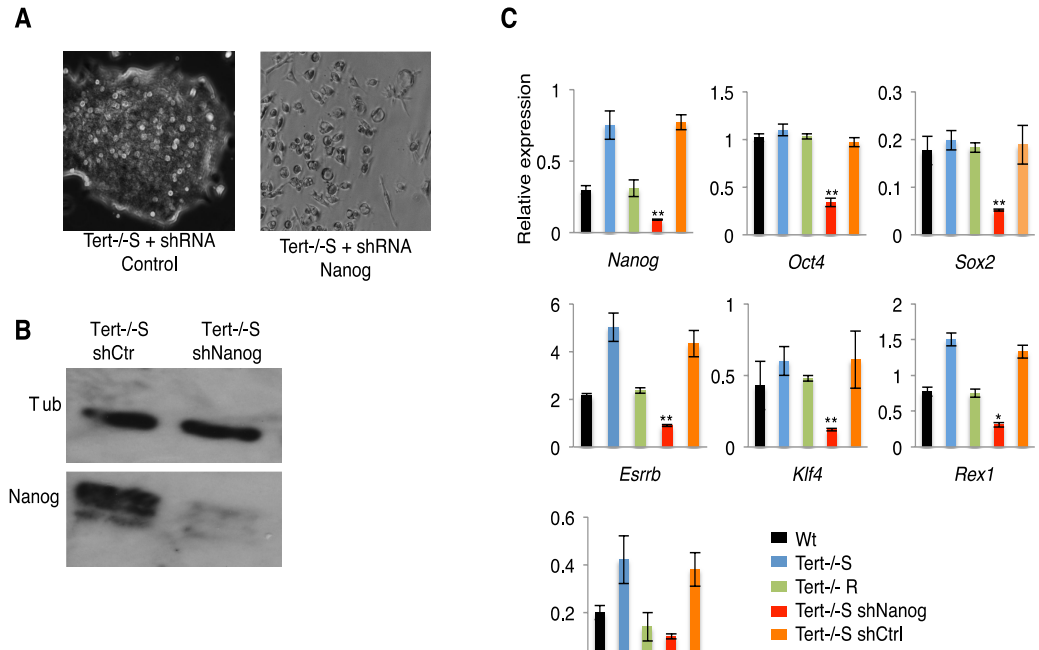 A
Tert-/-S + shRNA
Control
Tert-/-S + shRNA
Nanog
B
Tert-/-S
shCtr
Tert-/-S
shNanog
Tub
Nanog
C
Relative expression
1
0.5
0
**
Nanog
1.5
1
0.5
0
**
Oct4
0.3
0.2
0.1
0
**
Sox2
6
4
2
0
**
Esrrb
1
0.5
0
**
Klf4
2
1.5
1
0.5
0
*
Rex1
0.6
0.4
0.2
Wt
Tert-/-S
Tert-/- R
Tert-/-S shNanog
Tert-/-S shCtrl